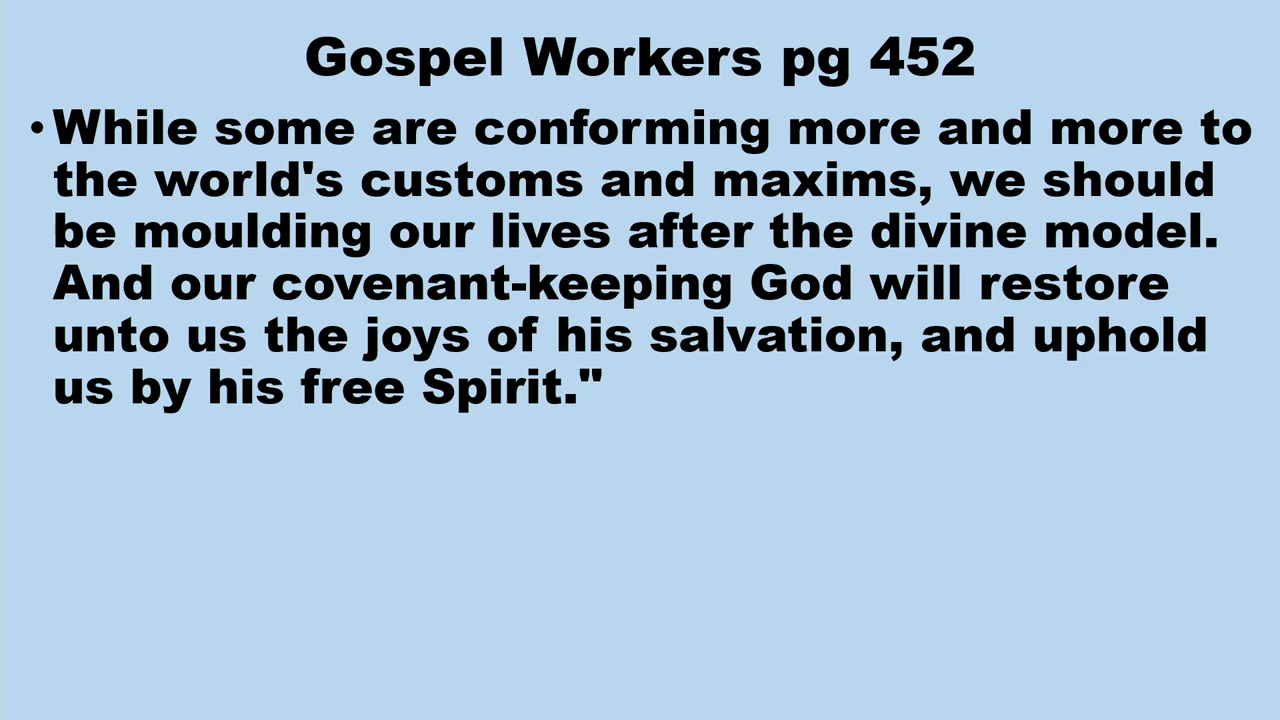 Gospel Workers pg 452
• While some are conforming more and more to
the world's customs and maxims, we should
be moulding our lives after the divine model.
And our covenant-keeping God will restore
unto us the joys of his salvation, and uphold
us by his free Spirit."